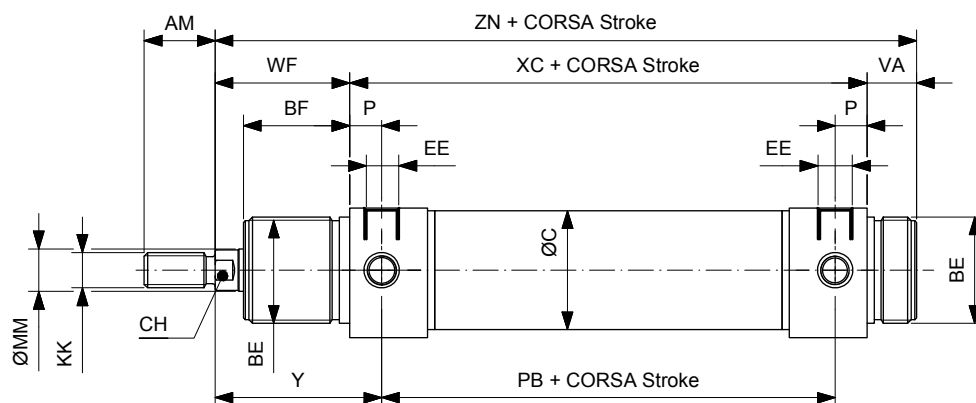 AM
ZN + CORSA Stroke
WF
XC + CORSA Stroke
VA
BF
P
P
EE
EE
ØC
BE
ØMM
KK
CH
BE
Y
PB + CORSA Stroke